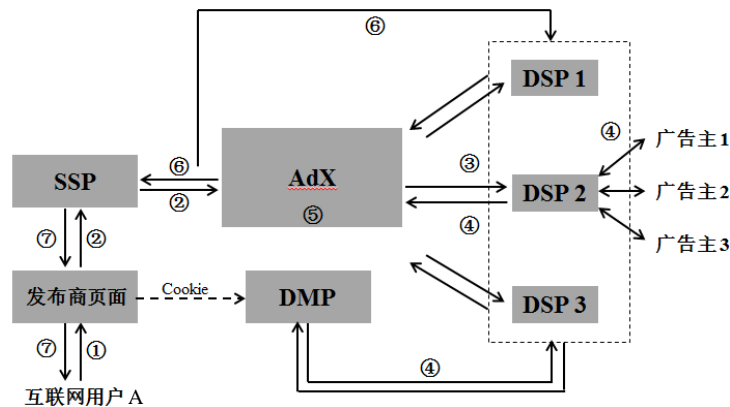 ⑥
DSP 1
④
广告主1
SSP
⑥
②
AdX
⑤
③
④
DSP 2
广告主2
广告主3
⑦
②
发布商页面
Cookie
DMP
DSP 3
⑦
①
④
互联网用户 A